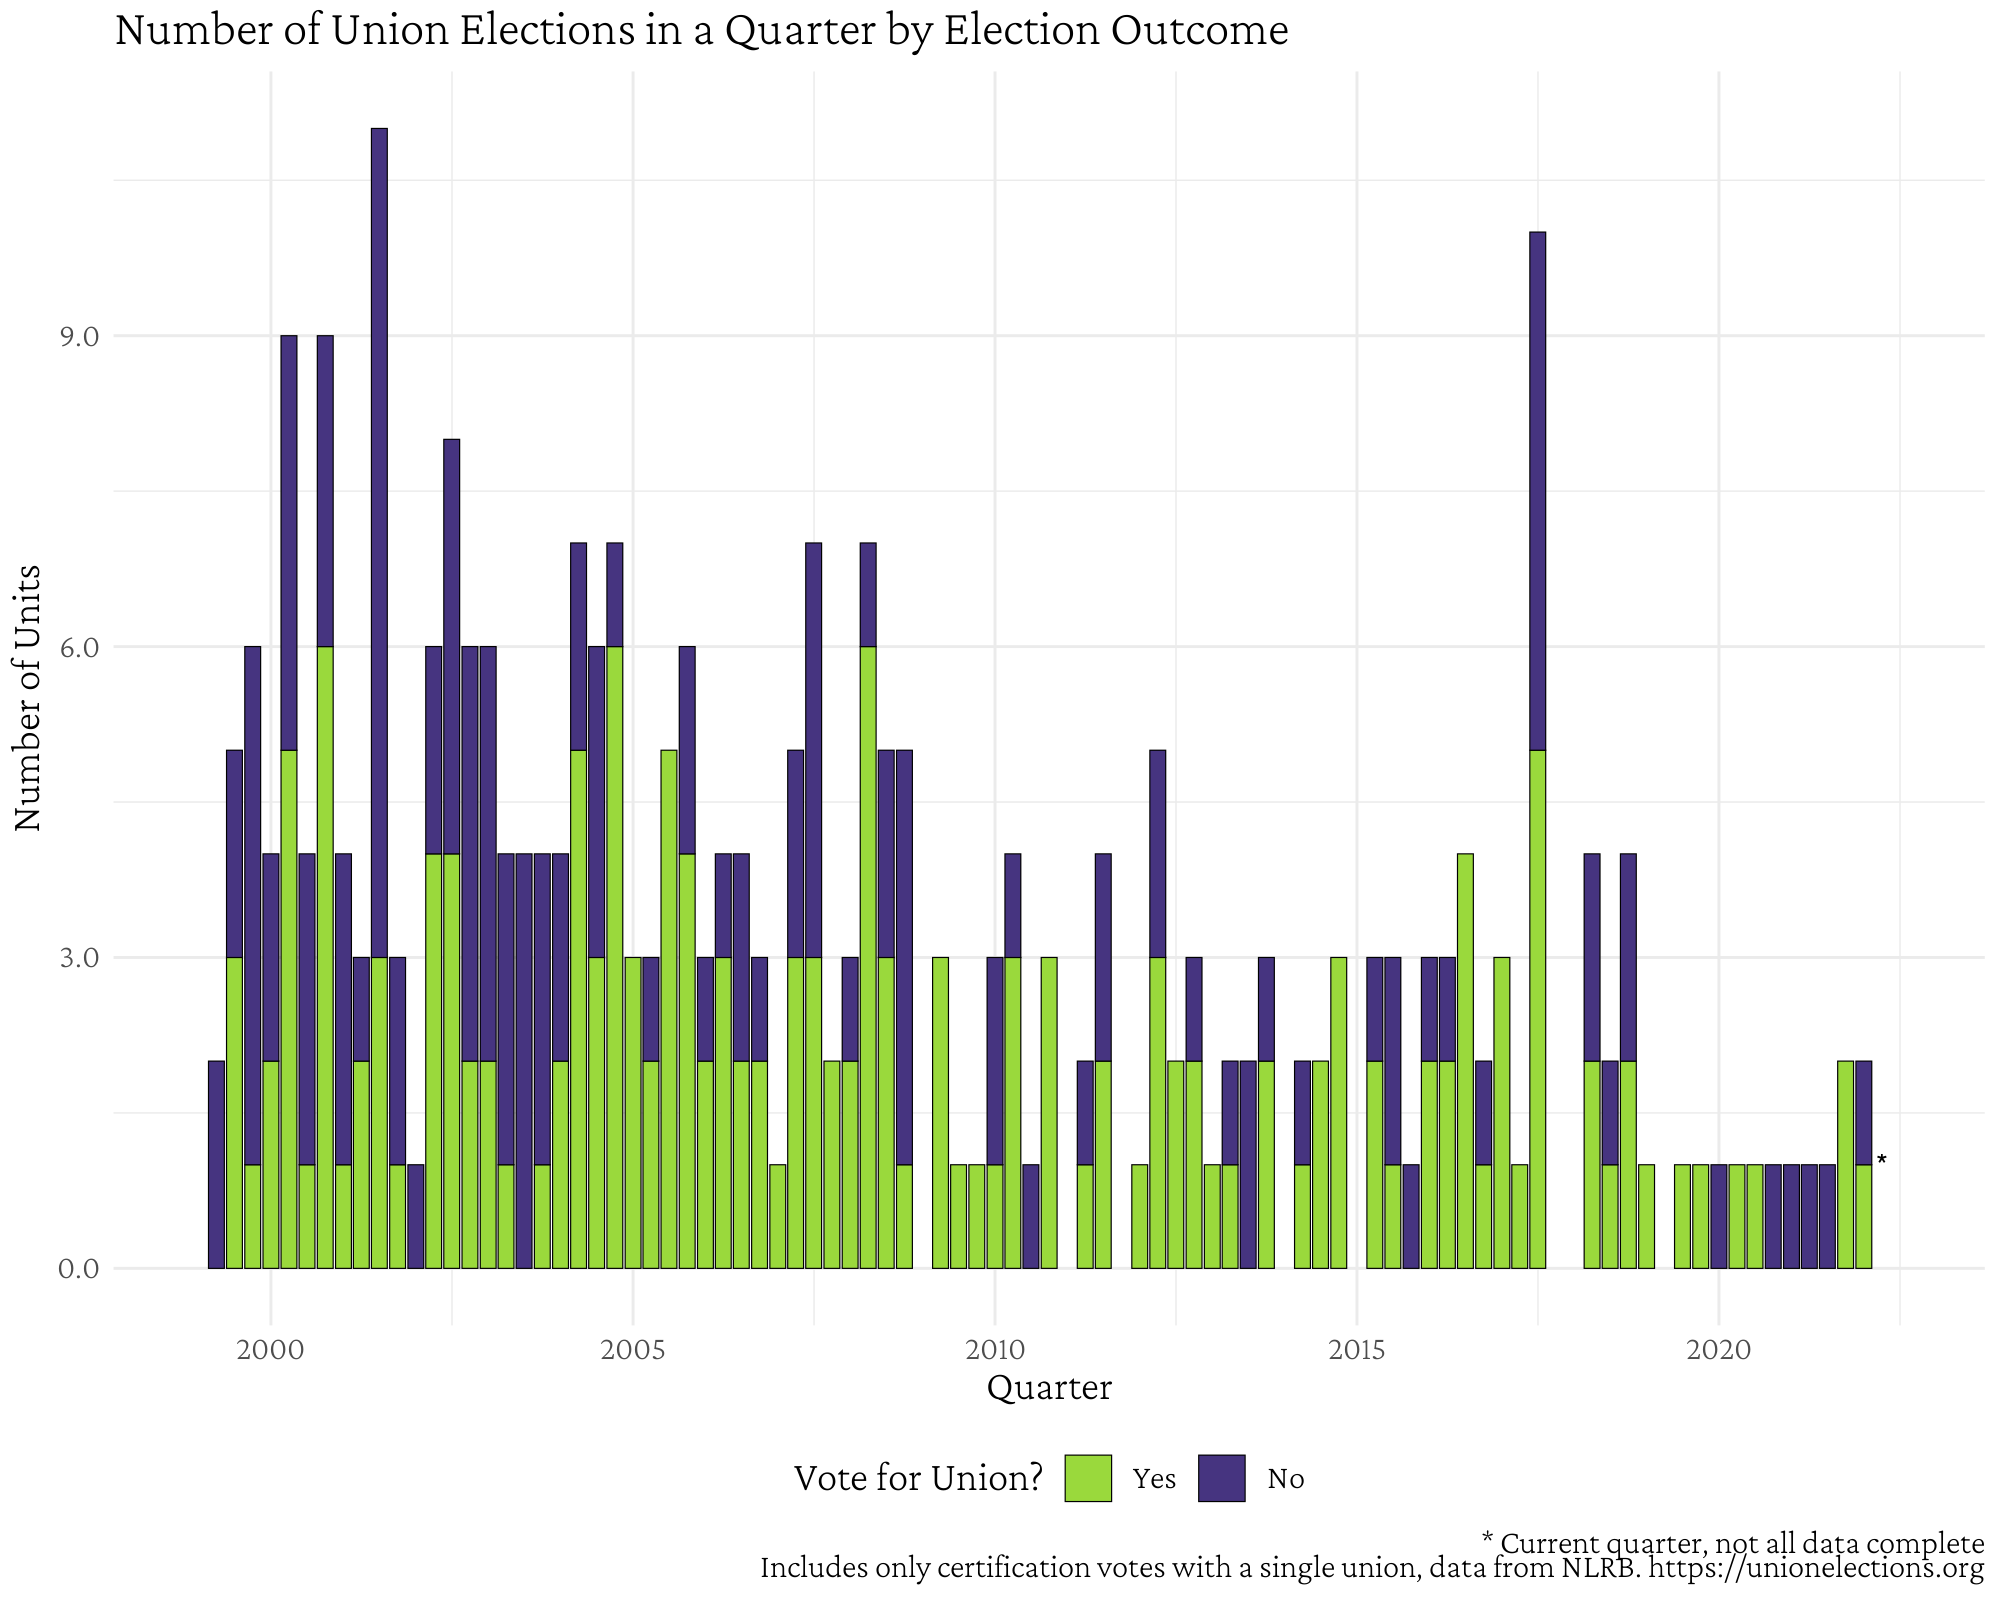 Number of Union Elections in a Quarter by Election Outcome
Number of Units
9.0
6.0
3.0
0.0
*
2000 2005 2010 2015 2020
Quarter
Vote for Union? Yes No
* Current quarter, not all data complete
Includes only certification votes with a single union, data from NLRB. https://unionelections.org